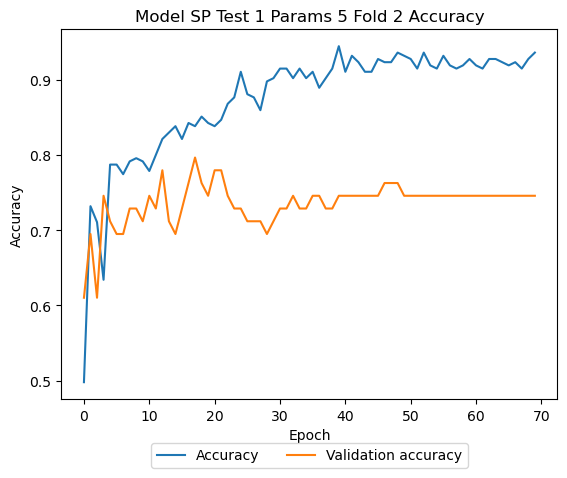 Model SP Test 1 Params 5 Fold 2 Accuracy
0.9
0.8
0.7
0.6
0.5
Accuracy
0 10 20 30 40 50 60 70
Epoch
Accuracy Validation accuracy